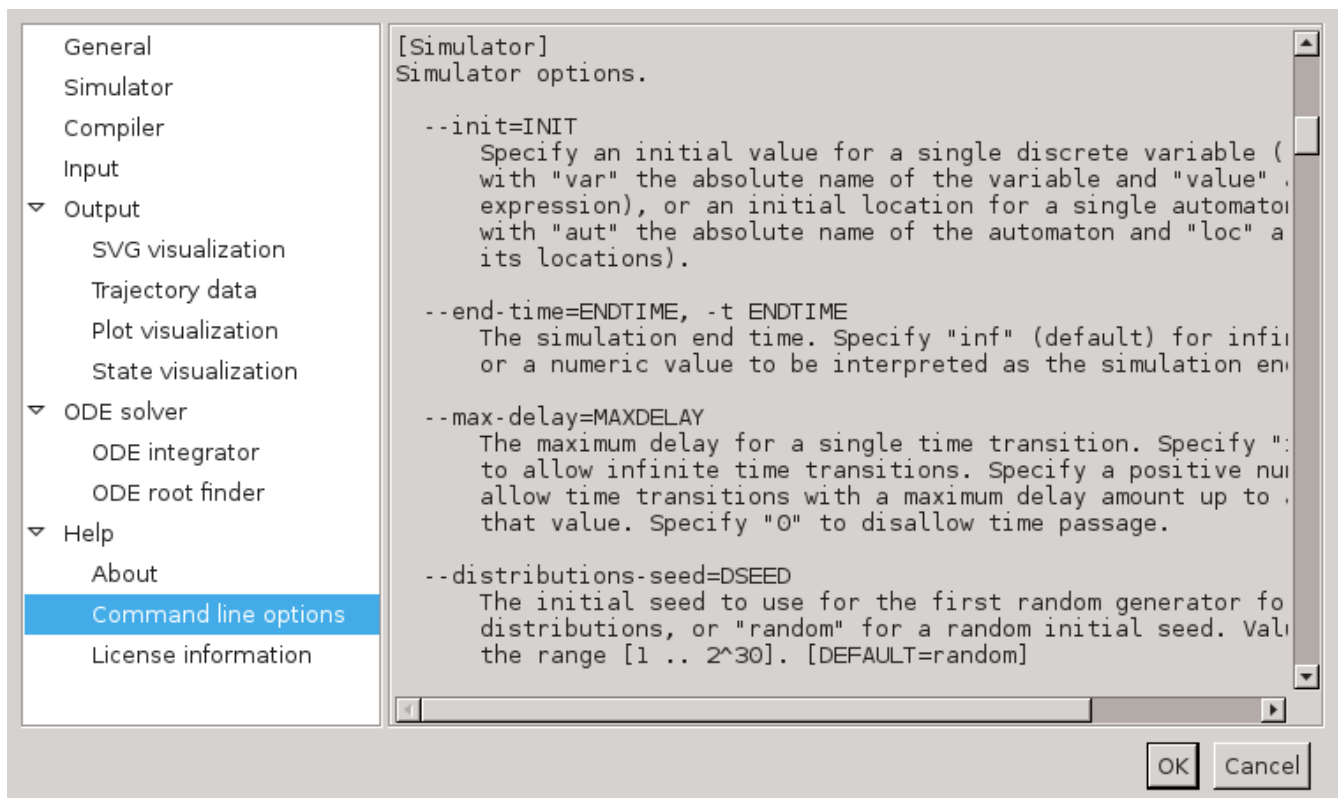 General
Simulator
Compiler
Input
Output
SVG visualization
Trajectory data
Plot visualization
State visualization
ODE solver
ODE integrator
ODE root finder
Help
About
Command line options
License information
[Simulator]
Simulator options.
--init=INIT
Specify an initial value for a single discrete variable (
with "var" the absolute name of the variable and "value"
expression), or an initial location for a single
with "aut" the absolute name of the automaton and "loc" a
its locations).
--end-time=ENDTIME, -t ENDTIME
The simulation end time. Specify "inf" (default) for
or a numeric value to be interpreted as the simulation
--max-delay=MAXDELAY
The maximum delay for a single time transition. Specify
to allow infinite time transitions. Specify a positive
allow time transitions with a maximum delay amount up to
that value. Specify "0" to disallow time passage.
--distributions-seed=DSEED
The initial seed to use for the first random generator fo
distributions, or "random" for a random initial seed.
the range [1 .. 2^30]. [DEFAULT=random]
OK
Cancel